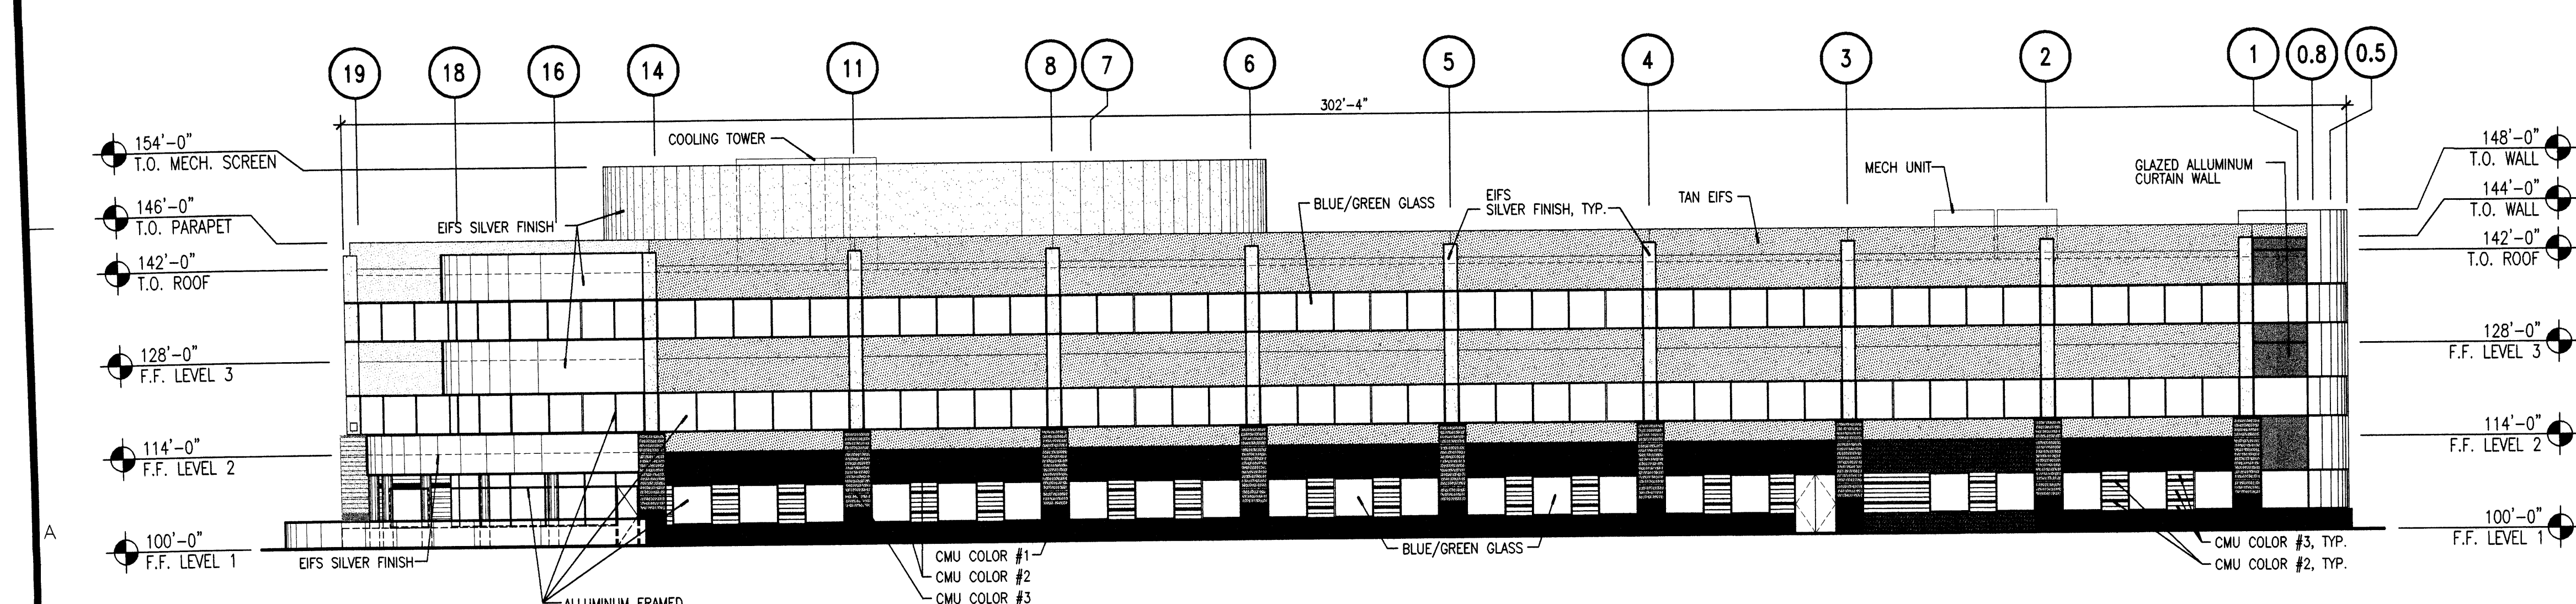 19 18 16 14 11 8 7 6 5 4 3 2 1 0.8 0.5
302'-4"
154'-0"
T.O. MECH. SCREEN
146'-0"
T.O. PARAPET
142'-0"
T.O. ROOF
128'-0"
F.F. LEVEL 3
114'-0"
F.F. LEVEL 2
100'-0"
F.F. LEVEL 1
A
COOLING TOWER
EIFS SILVER FINISH
BLUE/GREEN GLASS
EIFS
SILVER FINISH, TYP.
TAN EIFS
MECH UNIT
GLAZED ALLUMINUM
CURTAIN WALL
148'-0"
T.O. WALL
144'-0"
T.O. WALL
142'-0"
T.O. ROOF
128'-0"
F.F. LEVEL 3
114'-0"
F.F. LEVEL 2
100'-0"
F.F. LEVEL 1
EIFS SILVER FINISH
ALLUMINUM FRAMED
CMU COLOR #1
CMU COLOR #2
CMU COLOR #3
BLUE/GREEN GLASS
CMU COLOR #3, TYP.
CMU COLOR #2, TYP.